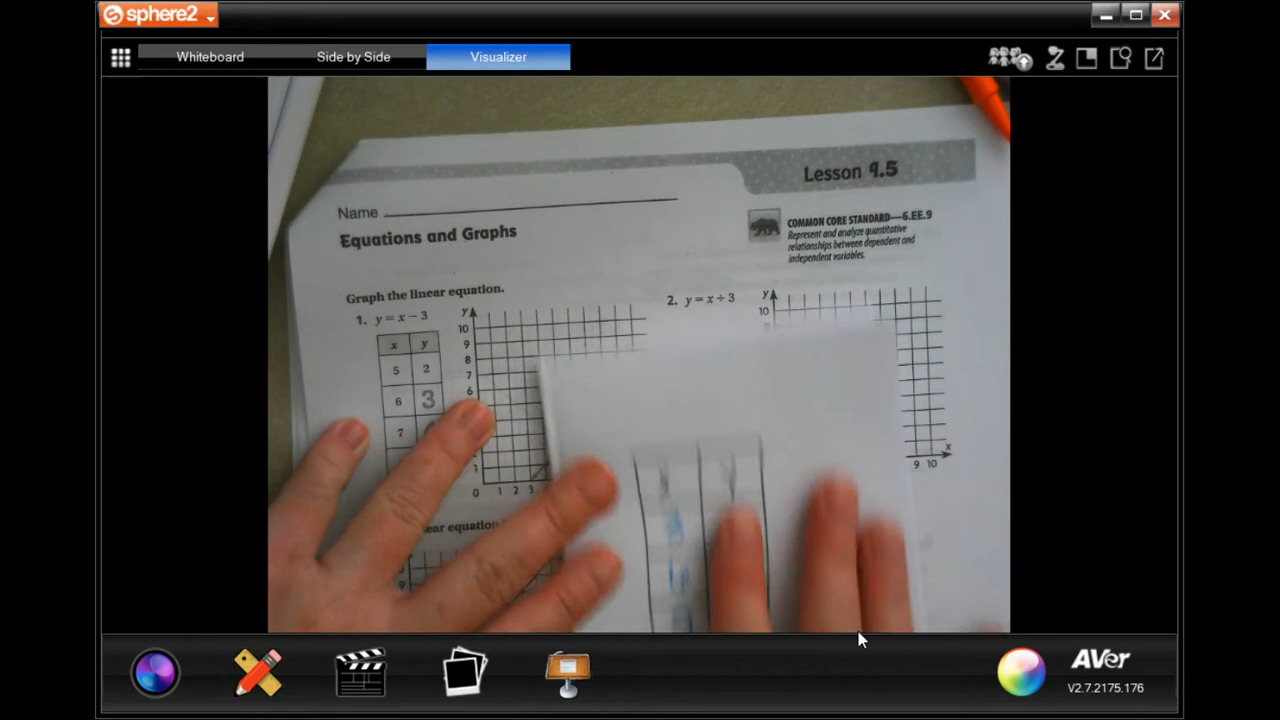 sphere2
Whiteboard
Side by Side
Visualizer
Lesson 9.5
Name
COMMON CORE STANDARD—6.EE.9
Represent and analyze quantitative
relationships between dependent and
independent variables.
Equations and Graphs
Graph the linear equation.
1. y = x − 3
2. y = x ÷ 3
x y
5 2
6 3
7
y
10
9
8
7
6
1
0 1 2 3
y
10
9 10
x
ear equation
9
x y
AVer
V2.7.2175.176